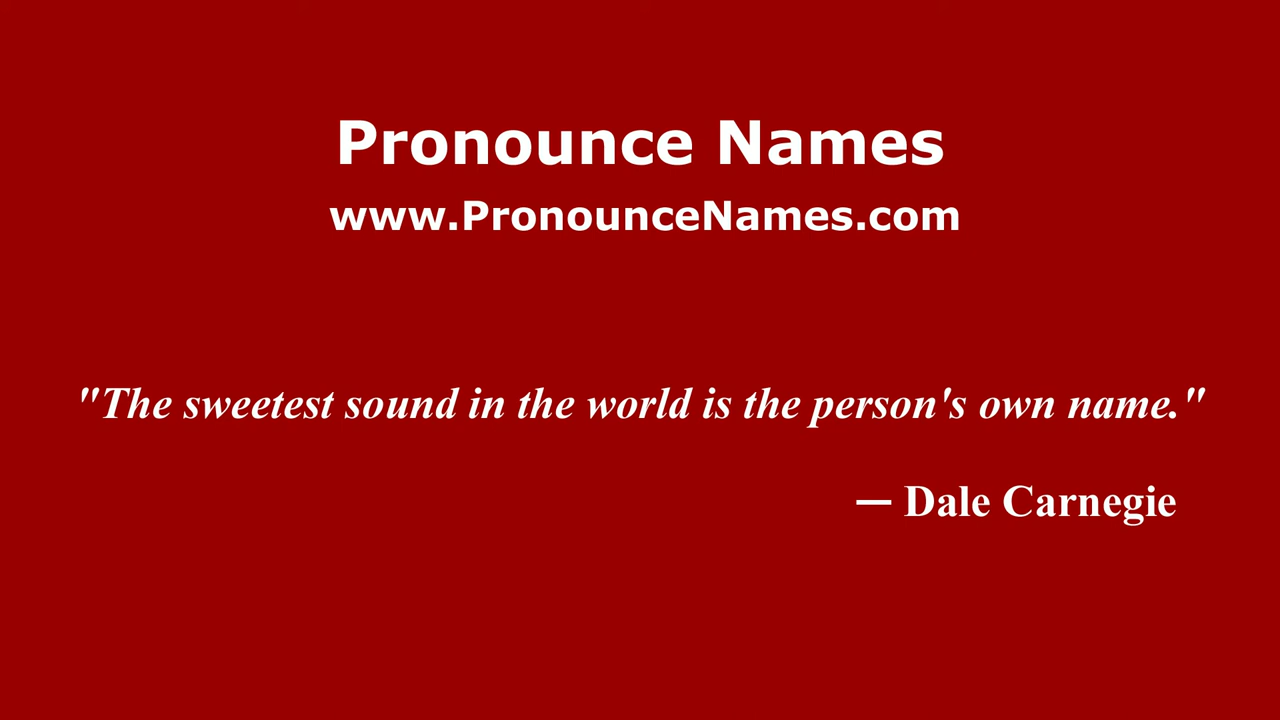 Pronounce Names
www.PronounceNames.com
"The sweetest sound in the world is the person's own name."
— Dale Carnegie